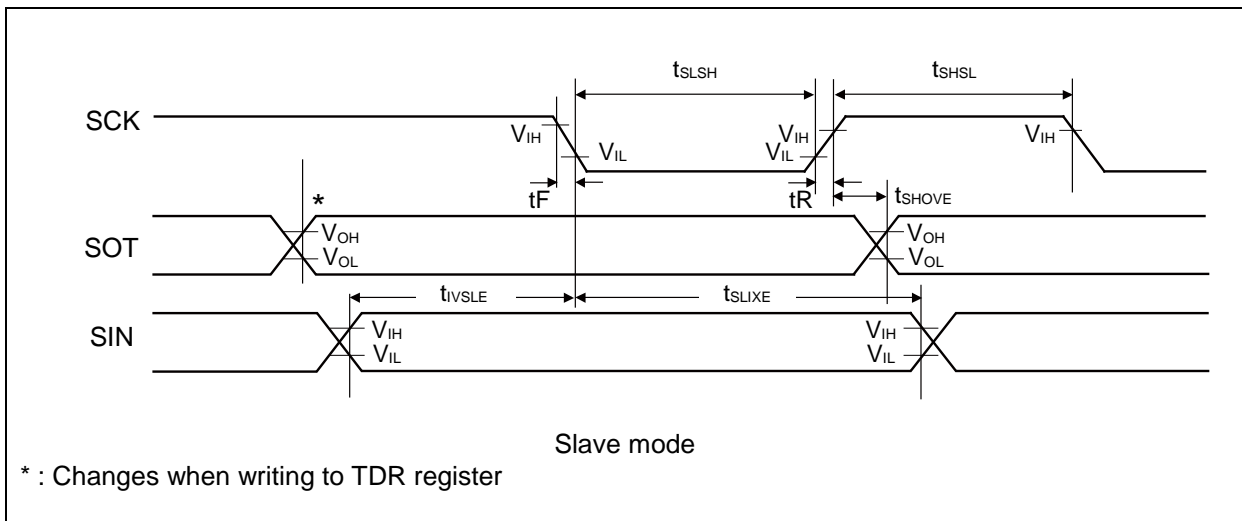 tSLSH tSHSL
SCK VIH VIL VIH VIL VIH
tF tR tSHOVE
*
SOT VOH VOL VOH VOL
tIVSLE tSLIXE
SIN VIH VIL VIH VIL
Slave mode
* : Changes when writing to TDR register